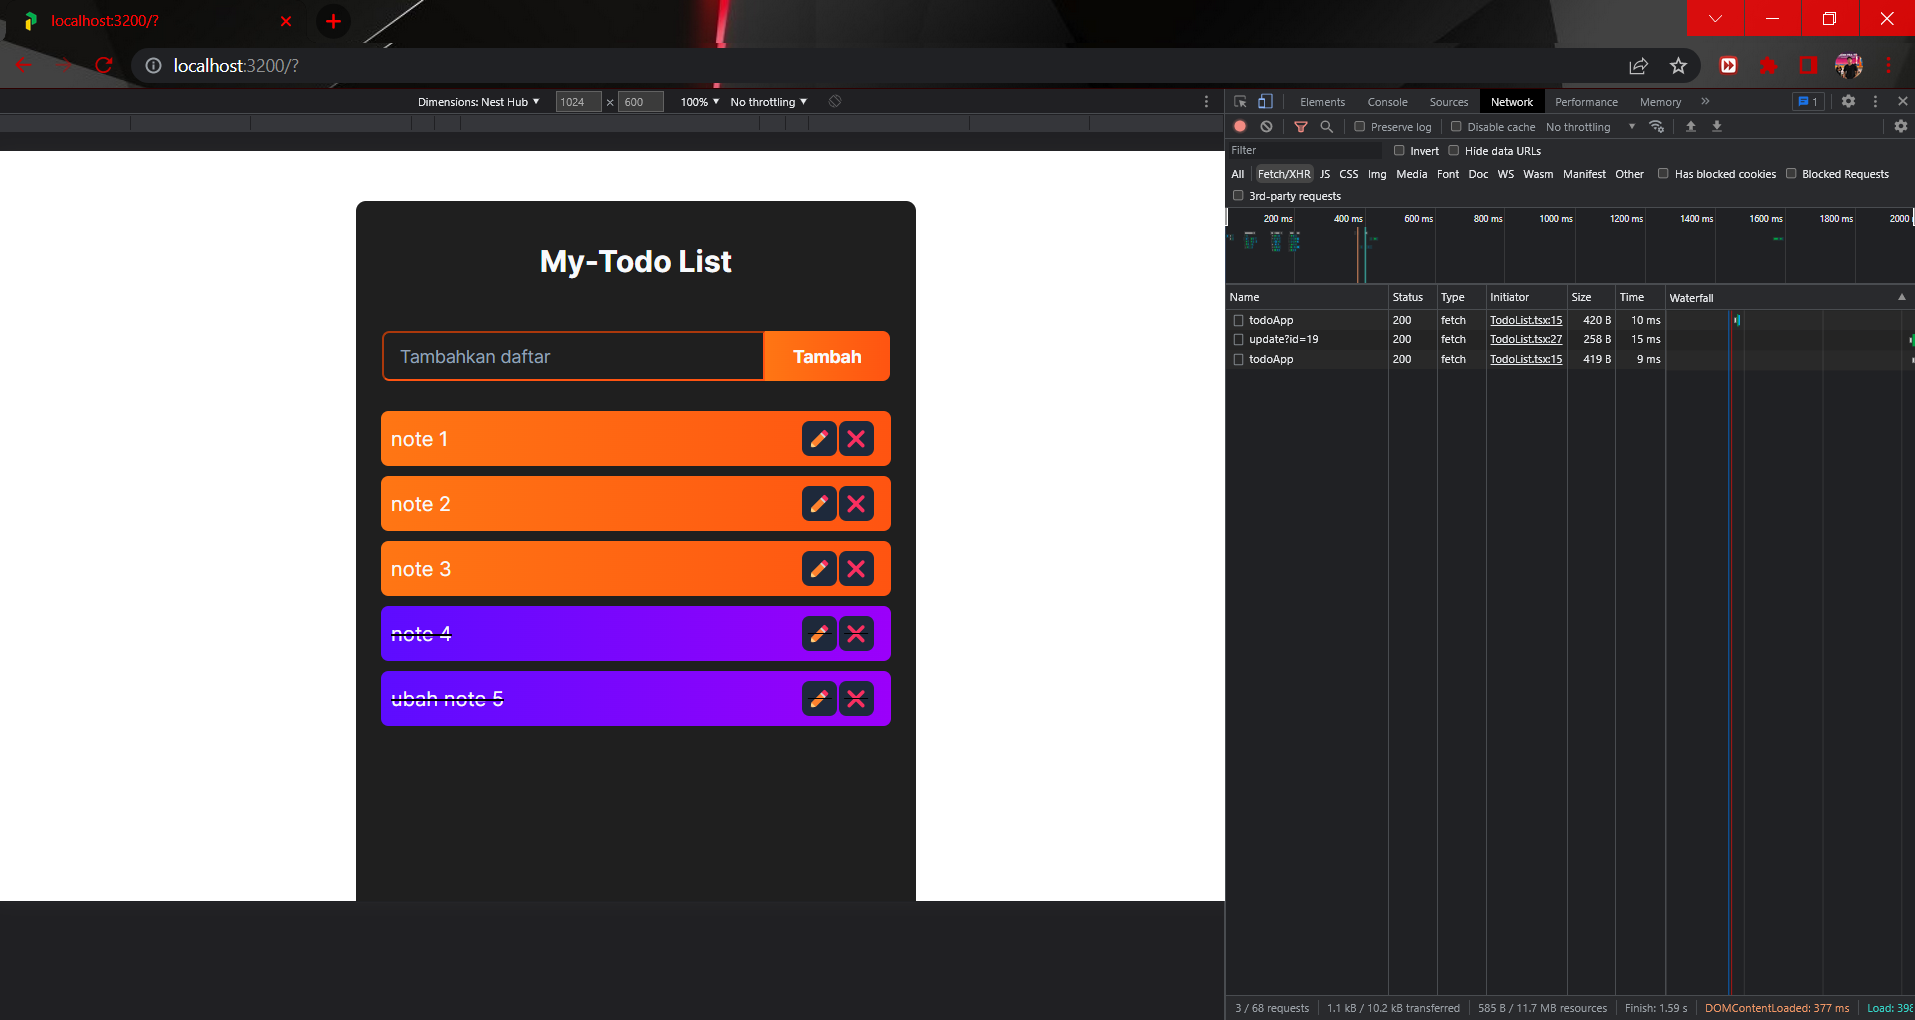 localhost:3200/?
localhost:3200/?
Dimensions: Nest Hub ▼ 1024 × 600 100% ▼ No throttling ▼
My-Todo List
Tambahkan daftar Tambah
note 1
note 2
note 3
note 4
ubah note 5
Elements Console Sources Network Performance Memory » 1
Preserve log Disable cache No throttling ▼
Filter Invert Hide data URLs
All Fetch/XHR JS CSS Img Media Font Doc WS Wasm Manifest Other Has blocked cookies Blocked Requests
3rd-party requests
200 ms 400 ms 600 ms 800 ms 1000 ms 1200 ms 1400 ms 1600 ms 1800 ms 2000
Name Status Type Initiator Size Time Waterfall ▲
todoApp 200 fetch TodoList.tsx:15 420 B 10 ms
update?id=19 200 fetch TodoList.tsx:27 258 B 15 ms
todoApp 200 fetch TodoList.tsx:15 419 B 9 ms
3 / 68 requests 1.1 kB / 10.2 kB transferred 585 B / 11.7 MB resources Finish: 1.59 s DOMContentLoaded: 377 ms Load: 398